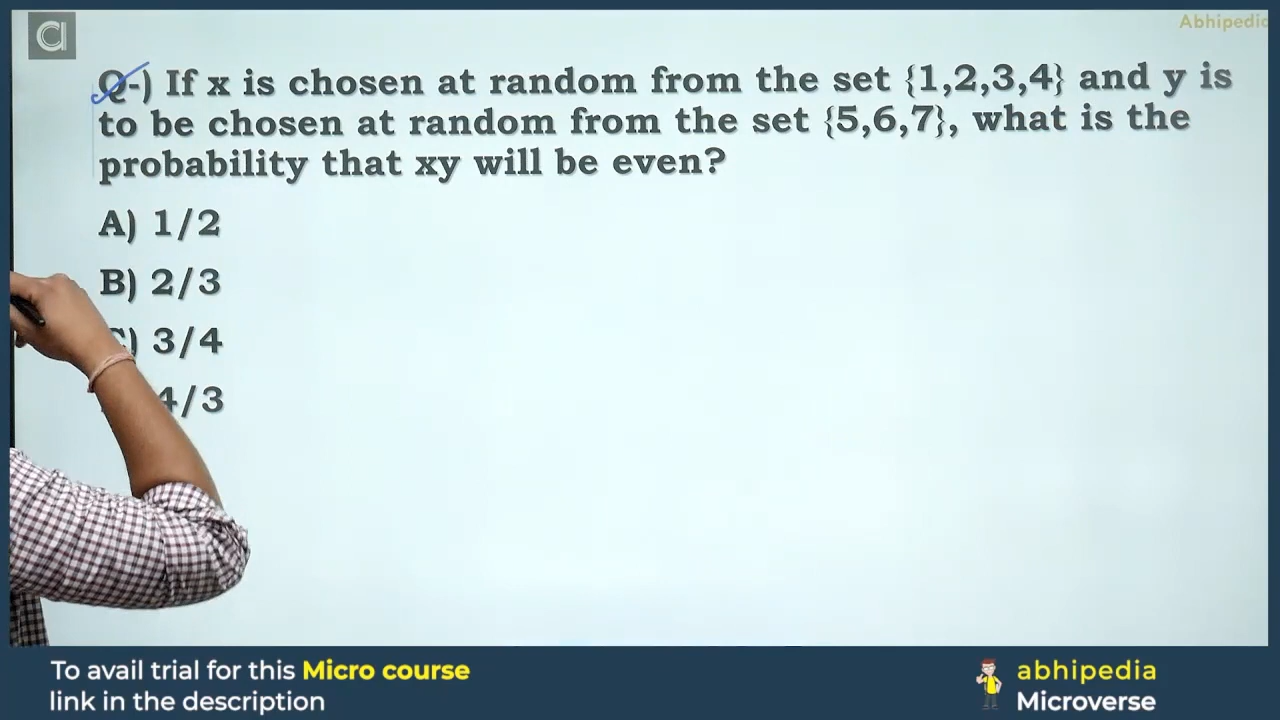 Abhipedia
Q-) If x is chosen at random from the set {1,2,3,4} and y is
to be chosen at random from the set {5,6,7}, what is the
probability that xy will be even?
A) 1/2
B) 2/3
C) 3/4
4/3
To avail trial for this Micro course
link in the description
abhipedia
Microverse